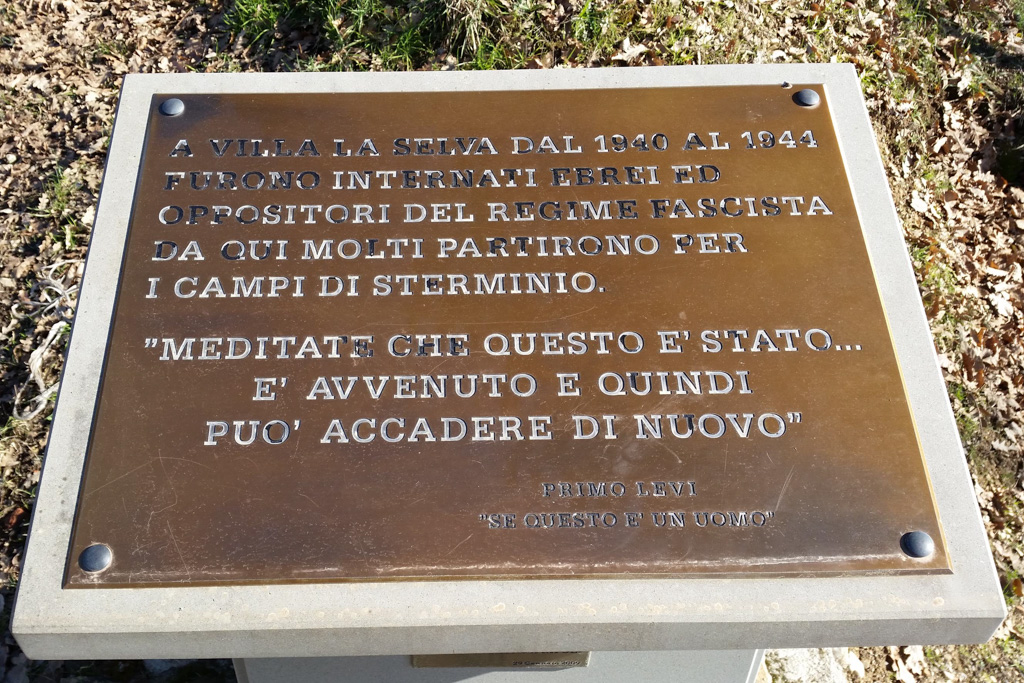 A VILLA LA SELVA DAL 1940 AL 1944
FURONO INTERNATI EBREI ED
OPPOSITORI DEL REGIME FASCISTA
DA QUI MOLTI PARTIRONO PER
I CAMPI DI STERMINIO.
"MEDITATE CHE QUESTO E' STATO...
E' AVVENUTO E QUINDI
PUO' ACCADERE DI NUOVO"
PRIMO LEVI
"SE QUESTO E' UN UOMO"